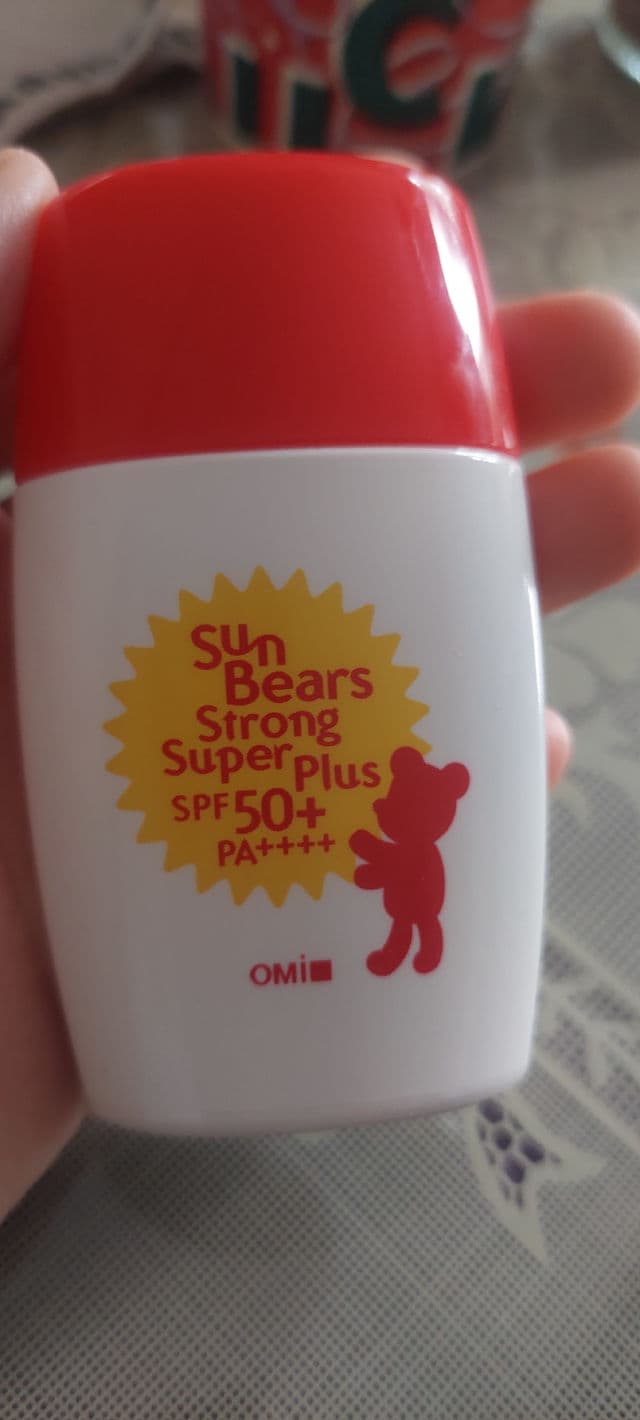 Sun
Bears
Strong
Super Plus
SPF 50+
PA++++
OMI